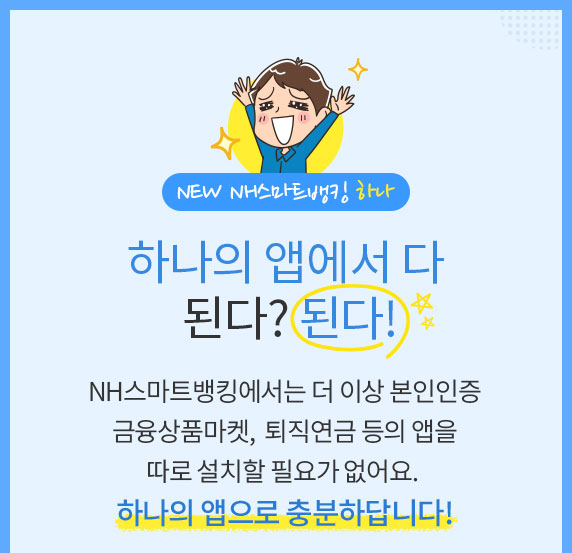 NEW NH스마트뱅킹 하나
하나의 앱에서 다
된다? 된다!
NH스마트뱅킹에서는 더 이상 본인인증
금융상품마켓, 퇴직연금 등의 앱을
따로 설치할 필요가 없어요.
하나의 앱으로 충분하답니다!